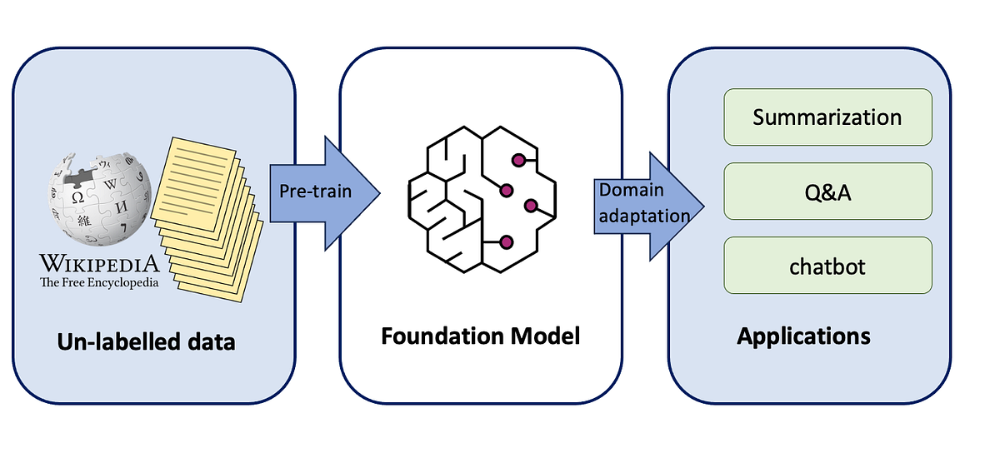 WIKIPEDIA
The Free Encyclopedia
Un-labelled data
Pre-train
Foundation Model
Domain
adaptation
Summarization
Q&A
chatbot
Applications